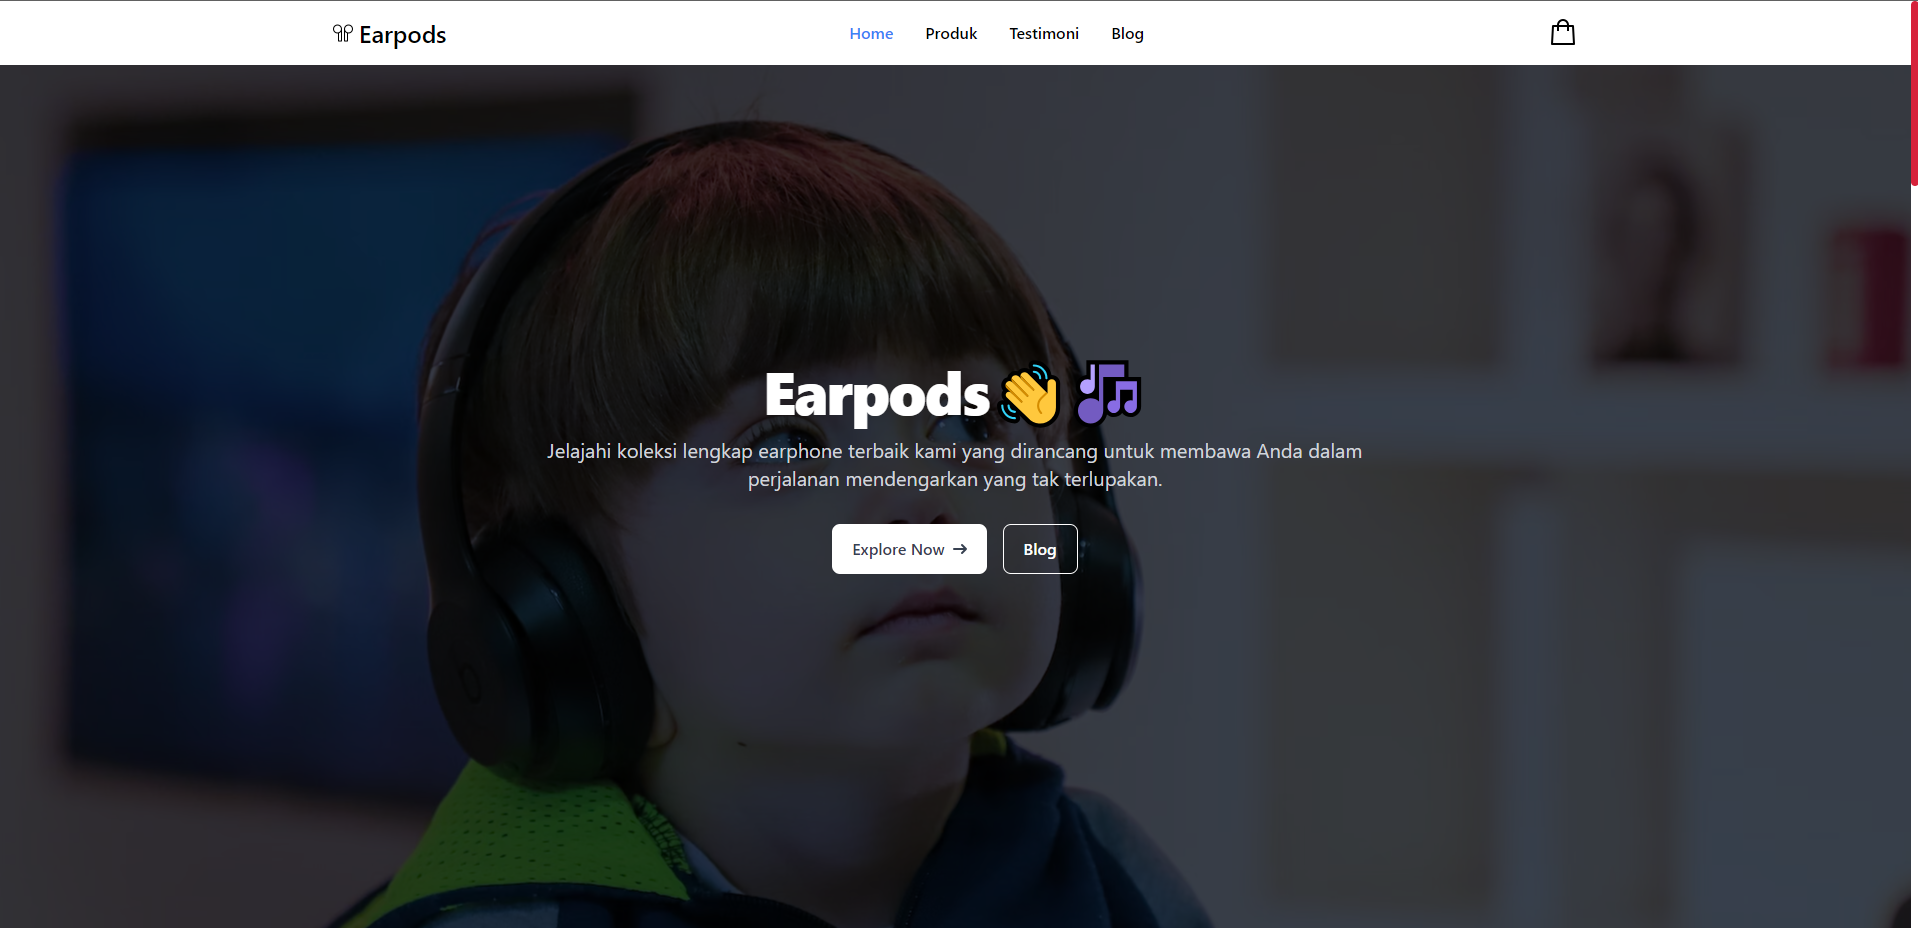 Earpods
Home
Produk
Testimoni
Blog
Earpods👋🎶
Jelajahi koleksi lengkap earphone terbaik kami yang dirancang untuk membawa Anda dalam
perjalanan mendengarkan yang tak terlupakan.
Explore Now →
Blog